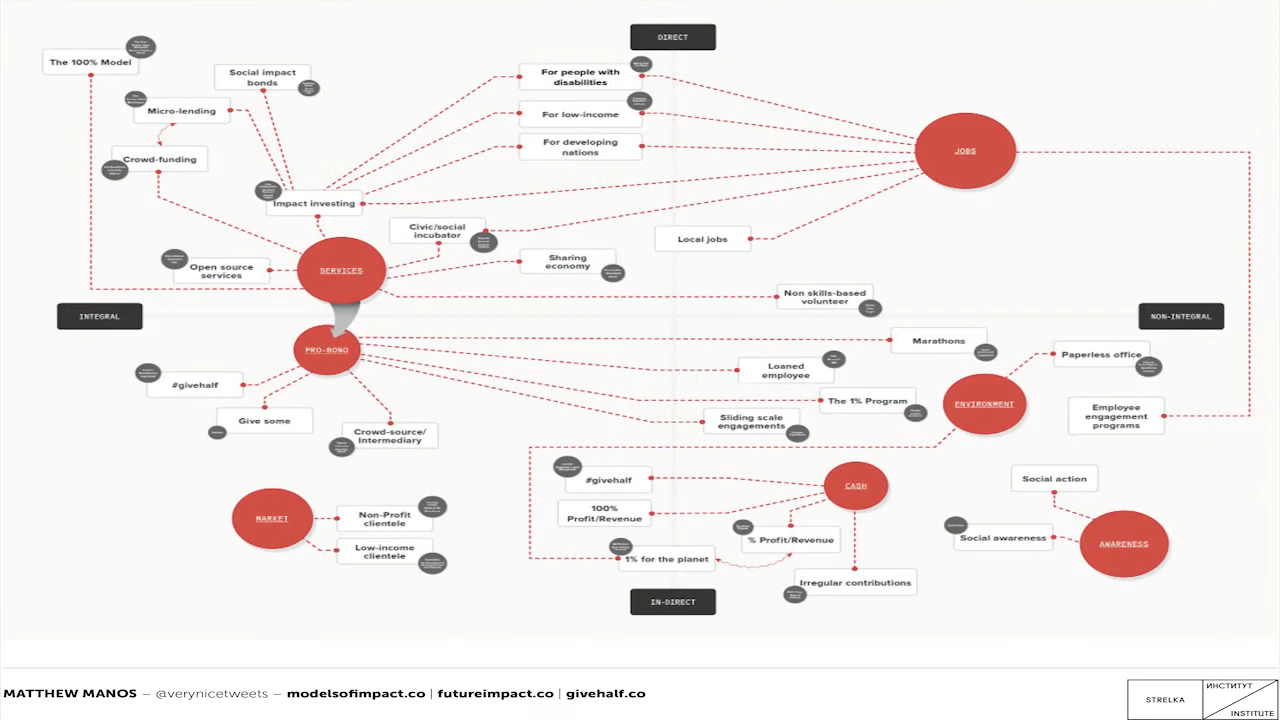 DIRECT
The 100% Model
Social impact
bonds
For people with
disabilities
Micro-lending
For low-income
For developing
nations
JOBS
Crowd-funding
Impact investing
Civic/social
incubator
Local jobs
Open source
services
SERVICES
Sharing
economy
Non skills-based
volunteer
INTEGRAL
NON-INTEGRAL
PRO-BONO
Marathons
Paperless office
Loaned
employee
#givehalf
The 1% Program
ENVIRONMENT
Employee
engagement
programs
Give some
Sliding scale
engagements
Crowd-source/
Intermediary
#givehalf
CASH
Social action
100%
Profit/Revenue
MARKET
Non-Profit
clientele
% Profit/Revenue
Social awareness
AWARENESS
Low-income
clientele
1% for the planet
Irregular contributions
IN-DIRECT
MATTHEW MANOS – @verynicetweets – modelsofimpact.co | futureimpact.co | givehalf.co
STRELKA
ИНСТИТУТ
INSTITUTE